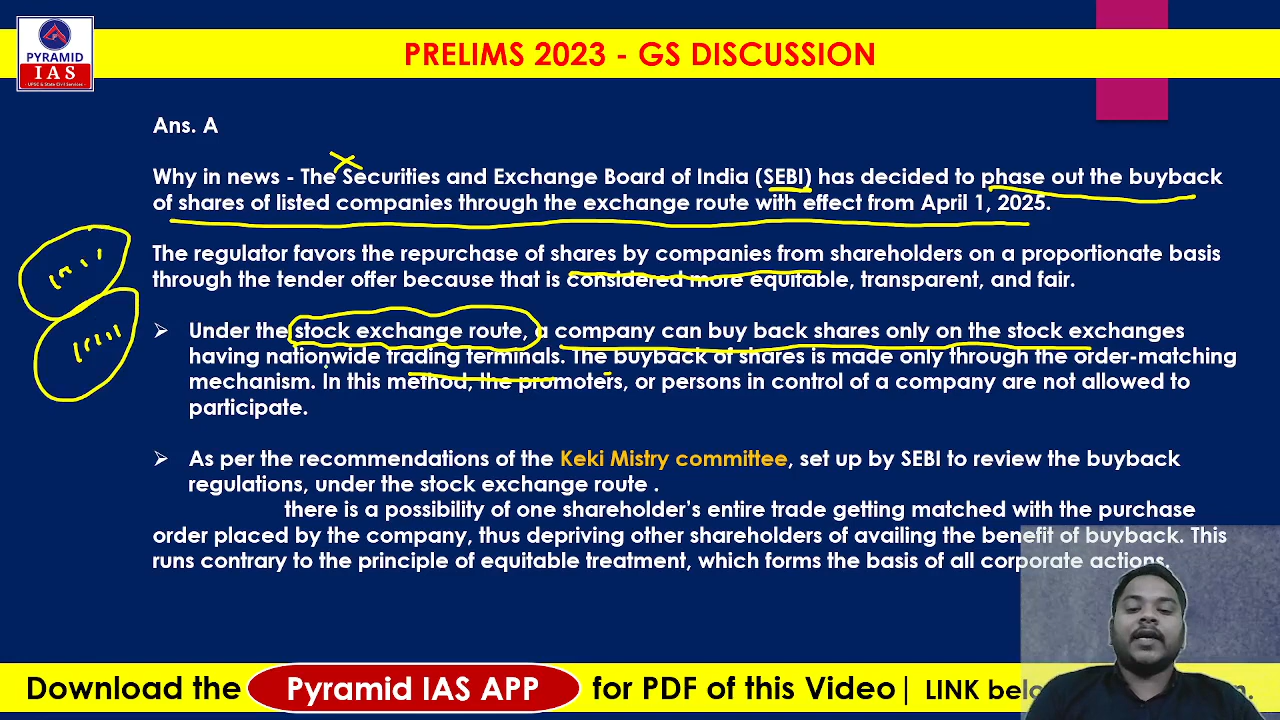 PYRAMID
IAS
- UPSC & State Civil Services -
PRELIMS 2023 - GS DISCUSSION
Ans. A
Why in news - The Securities and Exchange Board of India (SEBI) has decided to phase out the buyback
of shares of listed companies through the exchange route with effect from April 1, 2025.
The regulator favors the repurchase of shares by companies from shareholders on a proportionate basis
through the tender offer because that is considered more equitable, transparent, and fair.
➢ Under the stock exchange route, a company can buy back shares only on the stock exchanges
having nationwide trading terminals. The buyback of shares is made only through the order-matching
mechanism. In this method, the promoters, or persons in control of a company are not allowed to
participate.
➢ As per the recommendations of the Keki Mistry committee, set up by SEBI to review the buyback
regulations, under the stock exchange route .
there is a possibility of one shareholder's entire trade getting matched with the purchase
order placed by the company, thus depriving other shareholders of availing the benefit of buyback. This
runs contrary to the principle of equitable treatment, which forms the basis of all corporate actions.
Download the Pyramid IAS APP for PDF of this Video | LINK